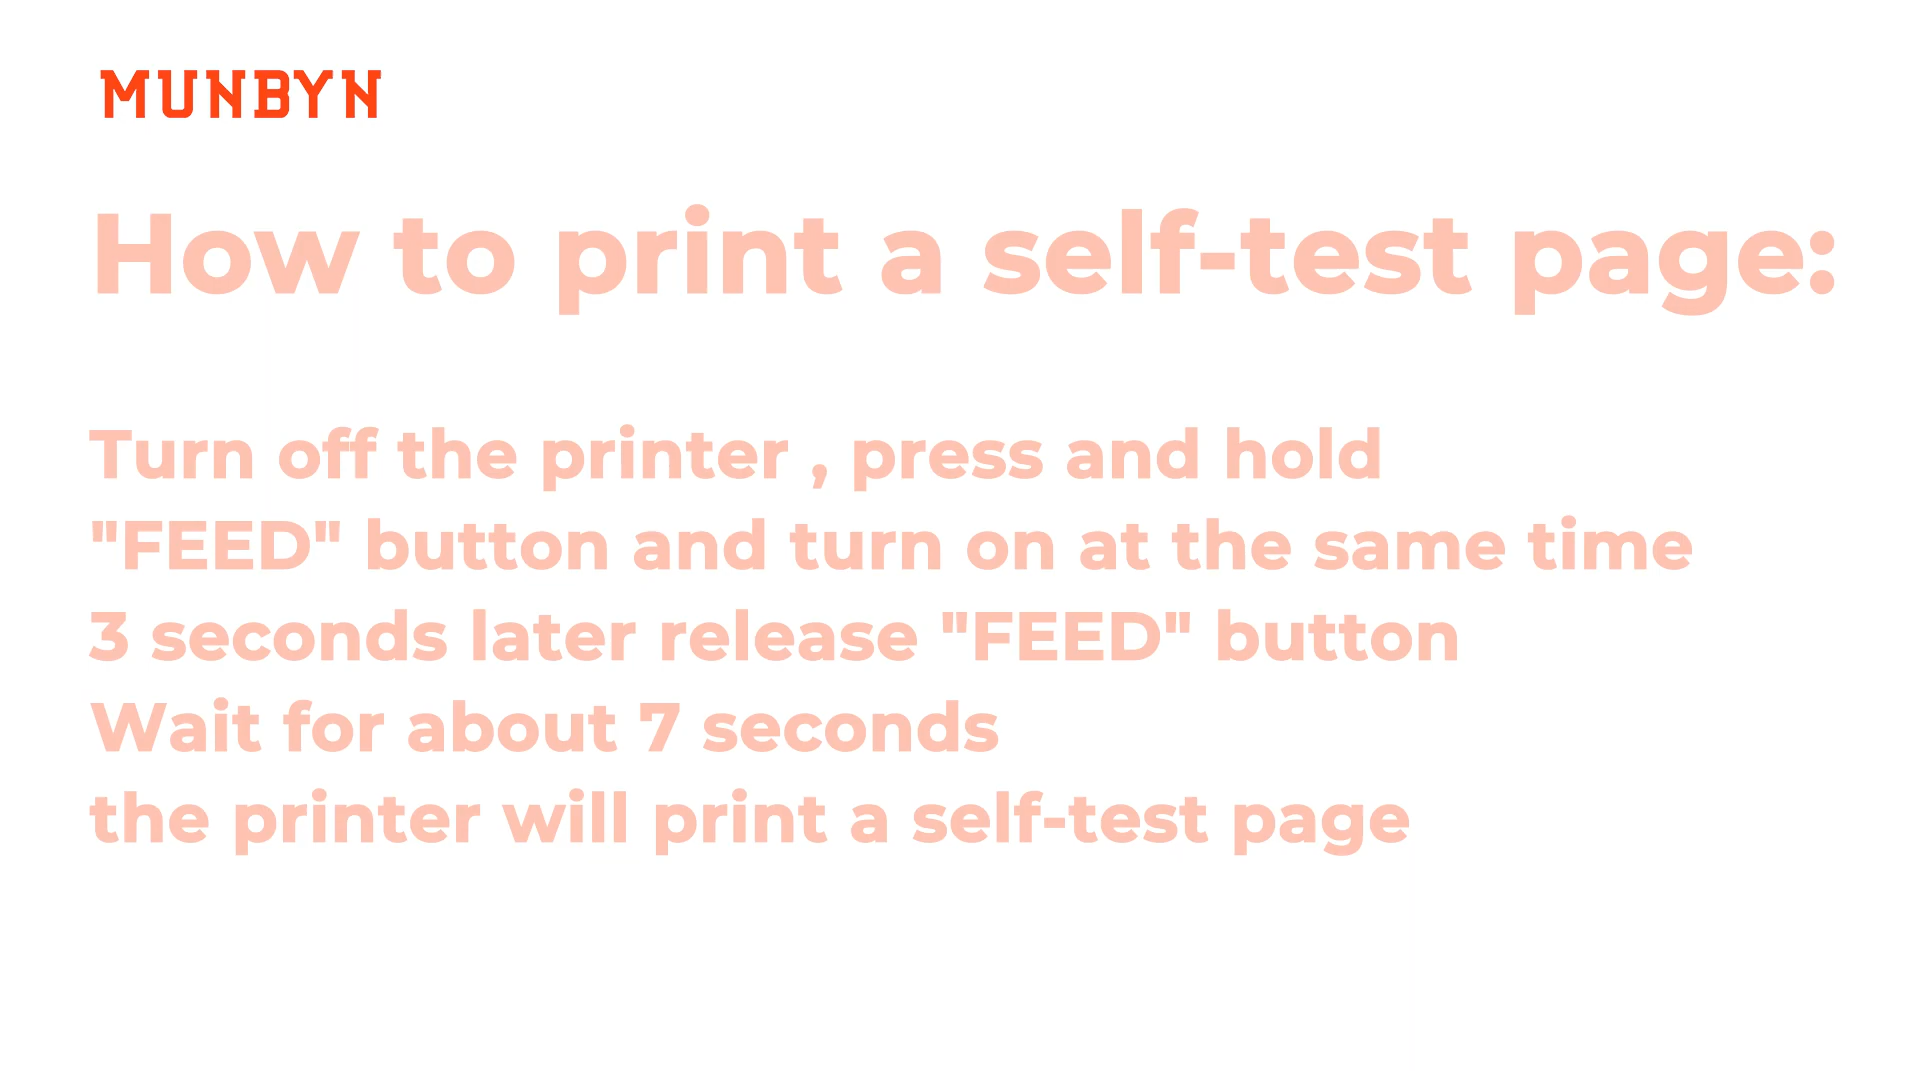 MUNBYN
How to print a self-test page:
Turn off the printer , press and hold
"FEED" button and turn on at the same time
3 seconds later release "FEED" button
Wait for about 7 seconds
the printer will print a self-test page